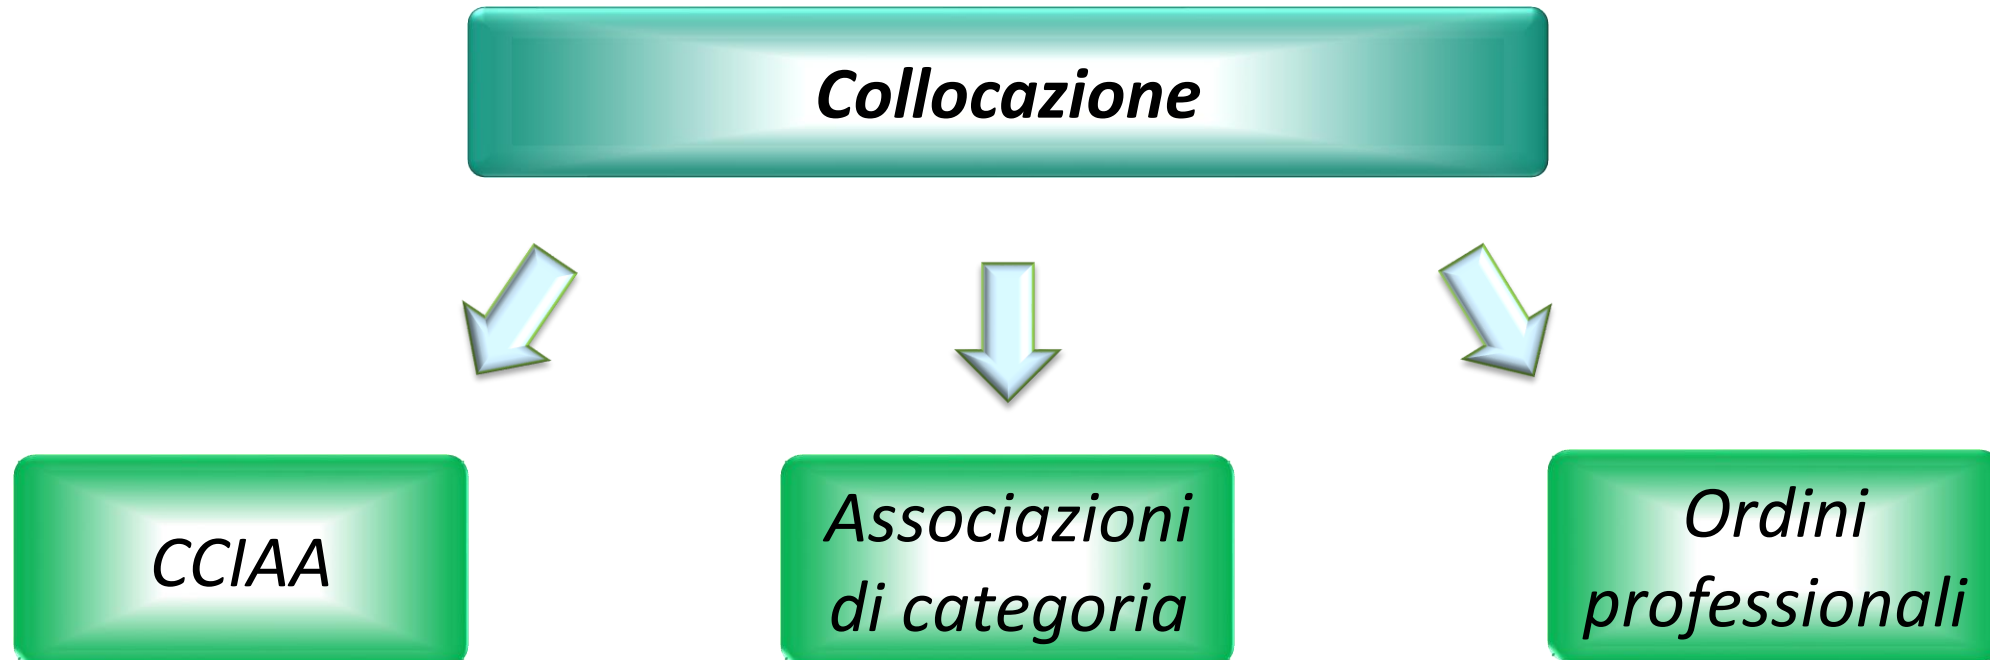 Collocazione
CCIAA
Associazioni
di categoria
Ordini
professionali